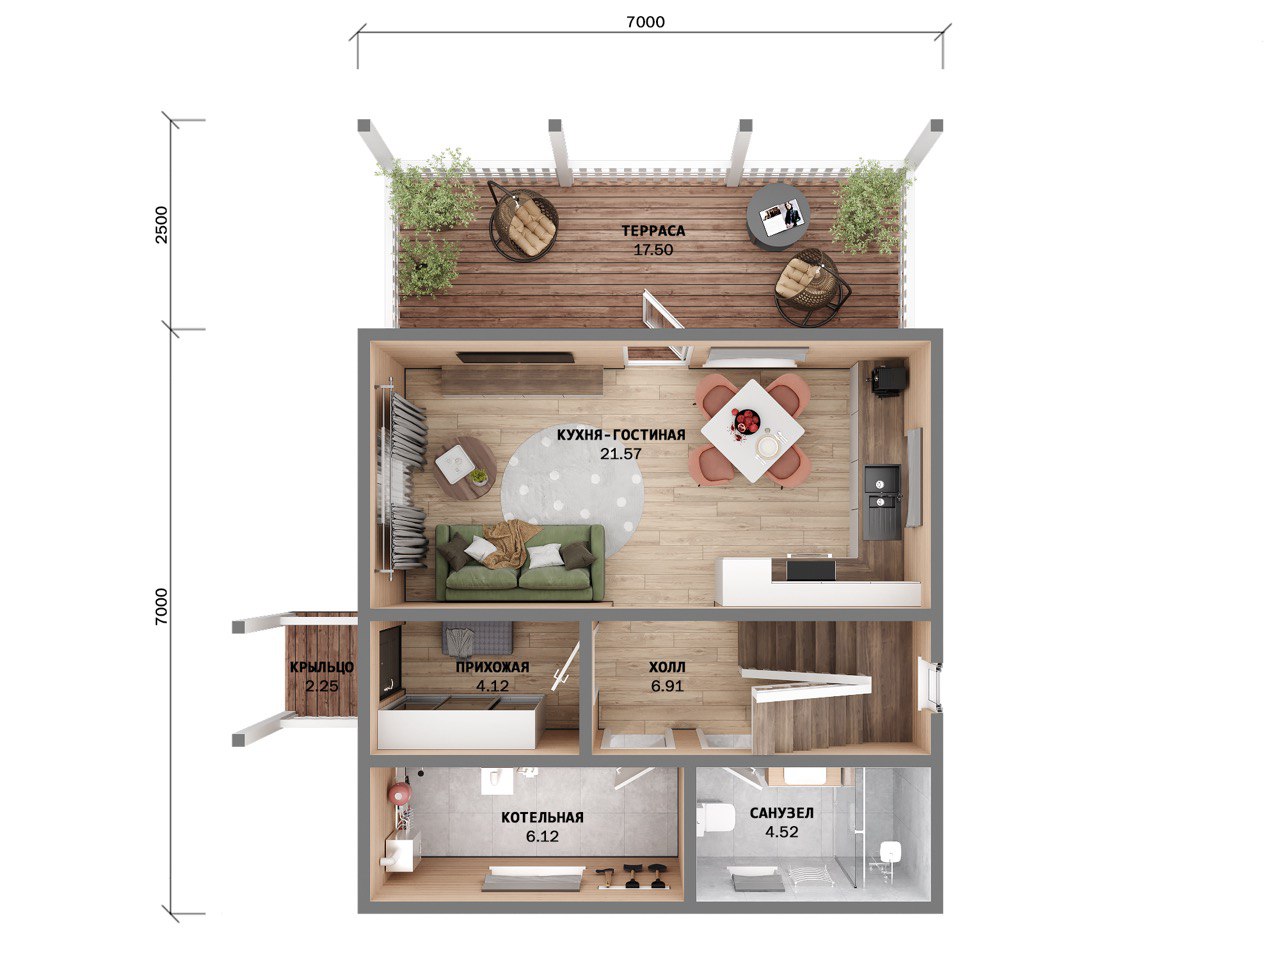 7000
2500
ТЕРРАСА
17.50
КУХНЯ-ГОСТИНАЯ
21.57
7000
КРЫЛЬЦО
2.25
ПРИХОЖАЯ
4.12
ХОЛЛ
6.91
КОТЕЛЬНАЯ
6.12
САНУЗЕЛ
4.52